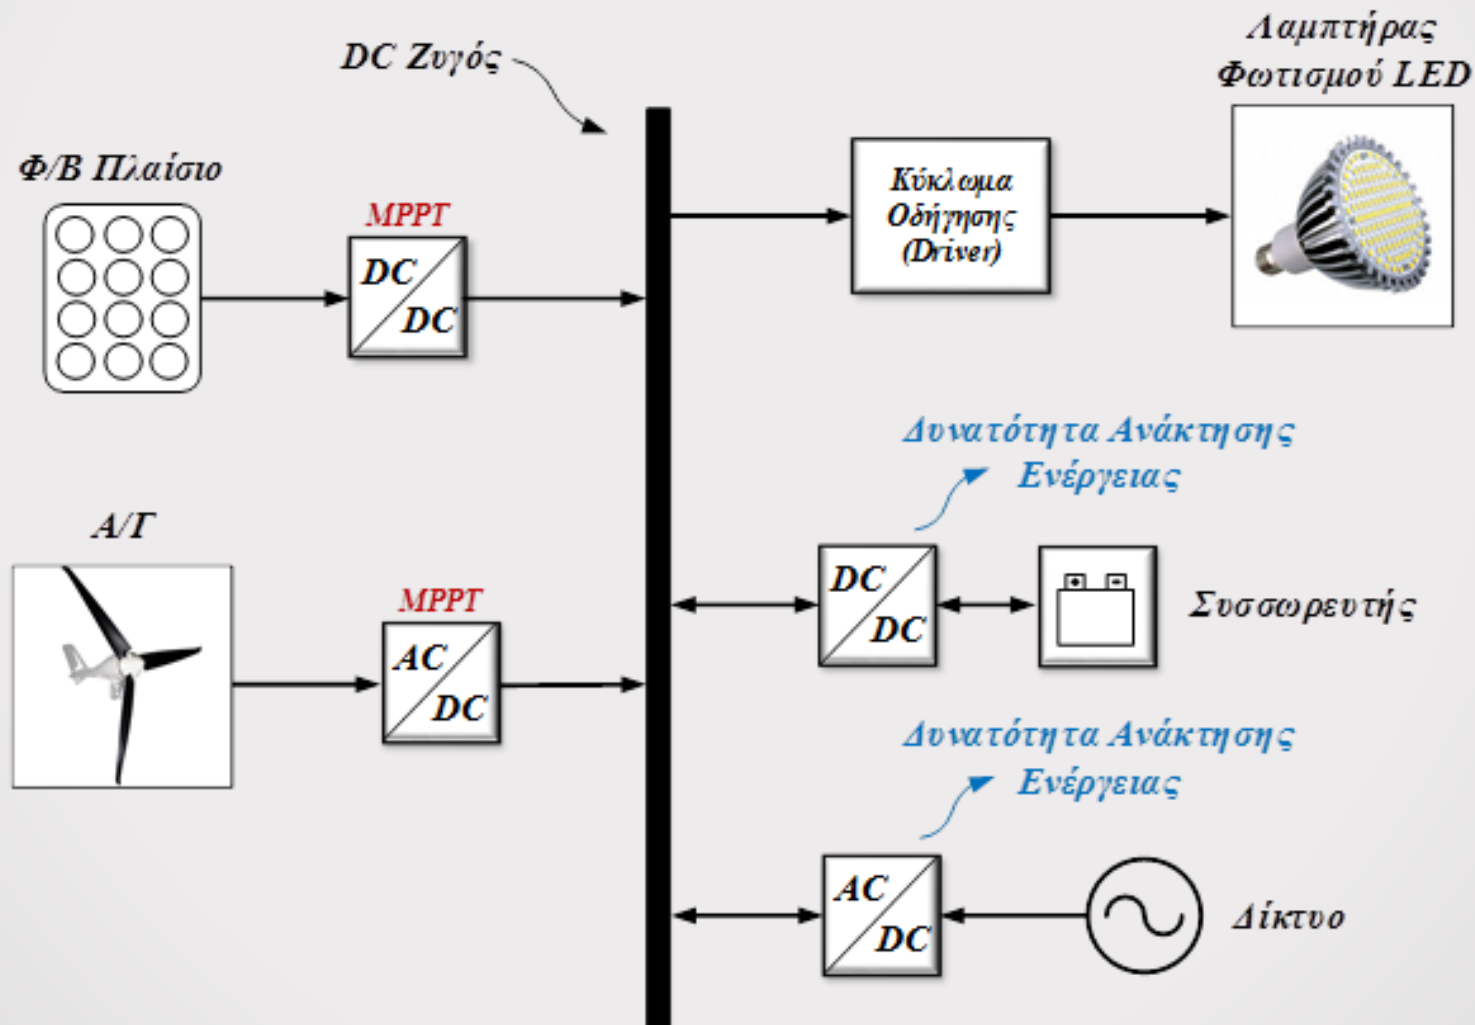 DC Ζυγός
Λαμπτήρας
Φωτισμού LED
Φ/Β Πλαίσιο
MPPT
DC
DC
Κύκλωμα
Οδήγησης
(Driver)
Δυνατότητα Ανάκτησης
Ενέργειας
Α/Γ
MPPT
AC
DC
DC
DC
Συσσωρευτής
Δυνατότητα Ανάκτησης
Ενέργειας
AC
DC
Δίκτυο